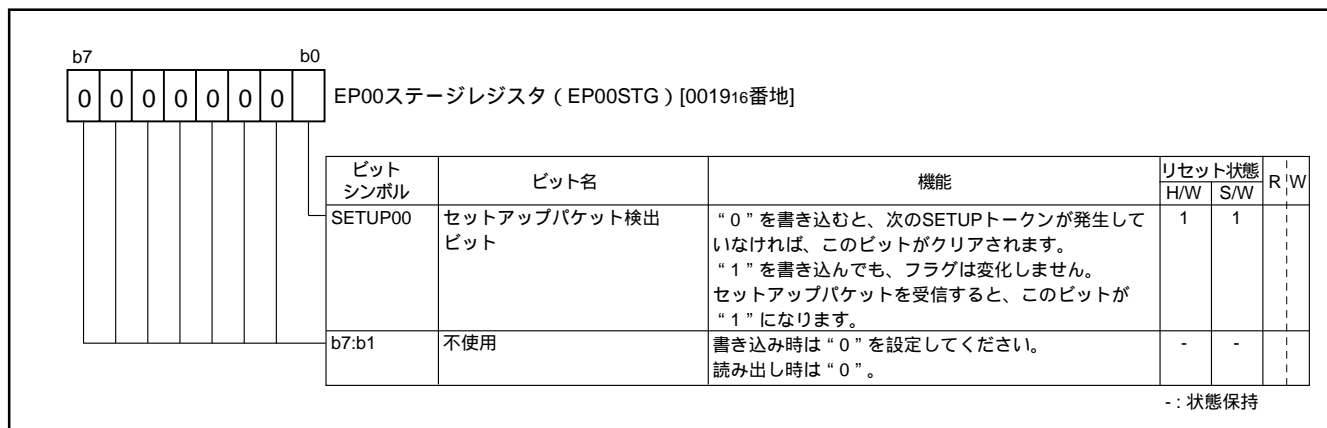 b7 b0
0 0 0 0 0 0 0 EP00ステージレジスタ（EP00STG）[0019₁₆番地]
ビット シンボル ビット名 機能 リセット状態 H/W S/W R W
SETUP00 セットアップパケット検出 “0”を書き込むと、次のSETUPトークンが発生して 1 1
ビット いなければ、このビットがクリアされます。
“1”を書き込んでも、フラグは変化しません。
セットアップパケットを受信すると、このビットが
“1”になります。
b7:b1 不使用 書き込み時は“0”を設定してください。 - -
読み出し時は“0”。
- : 状態保持